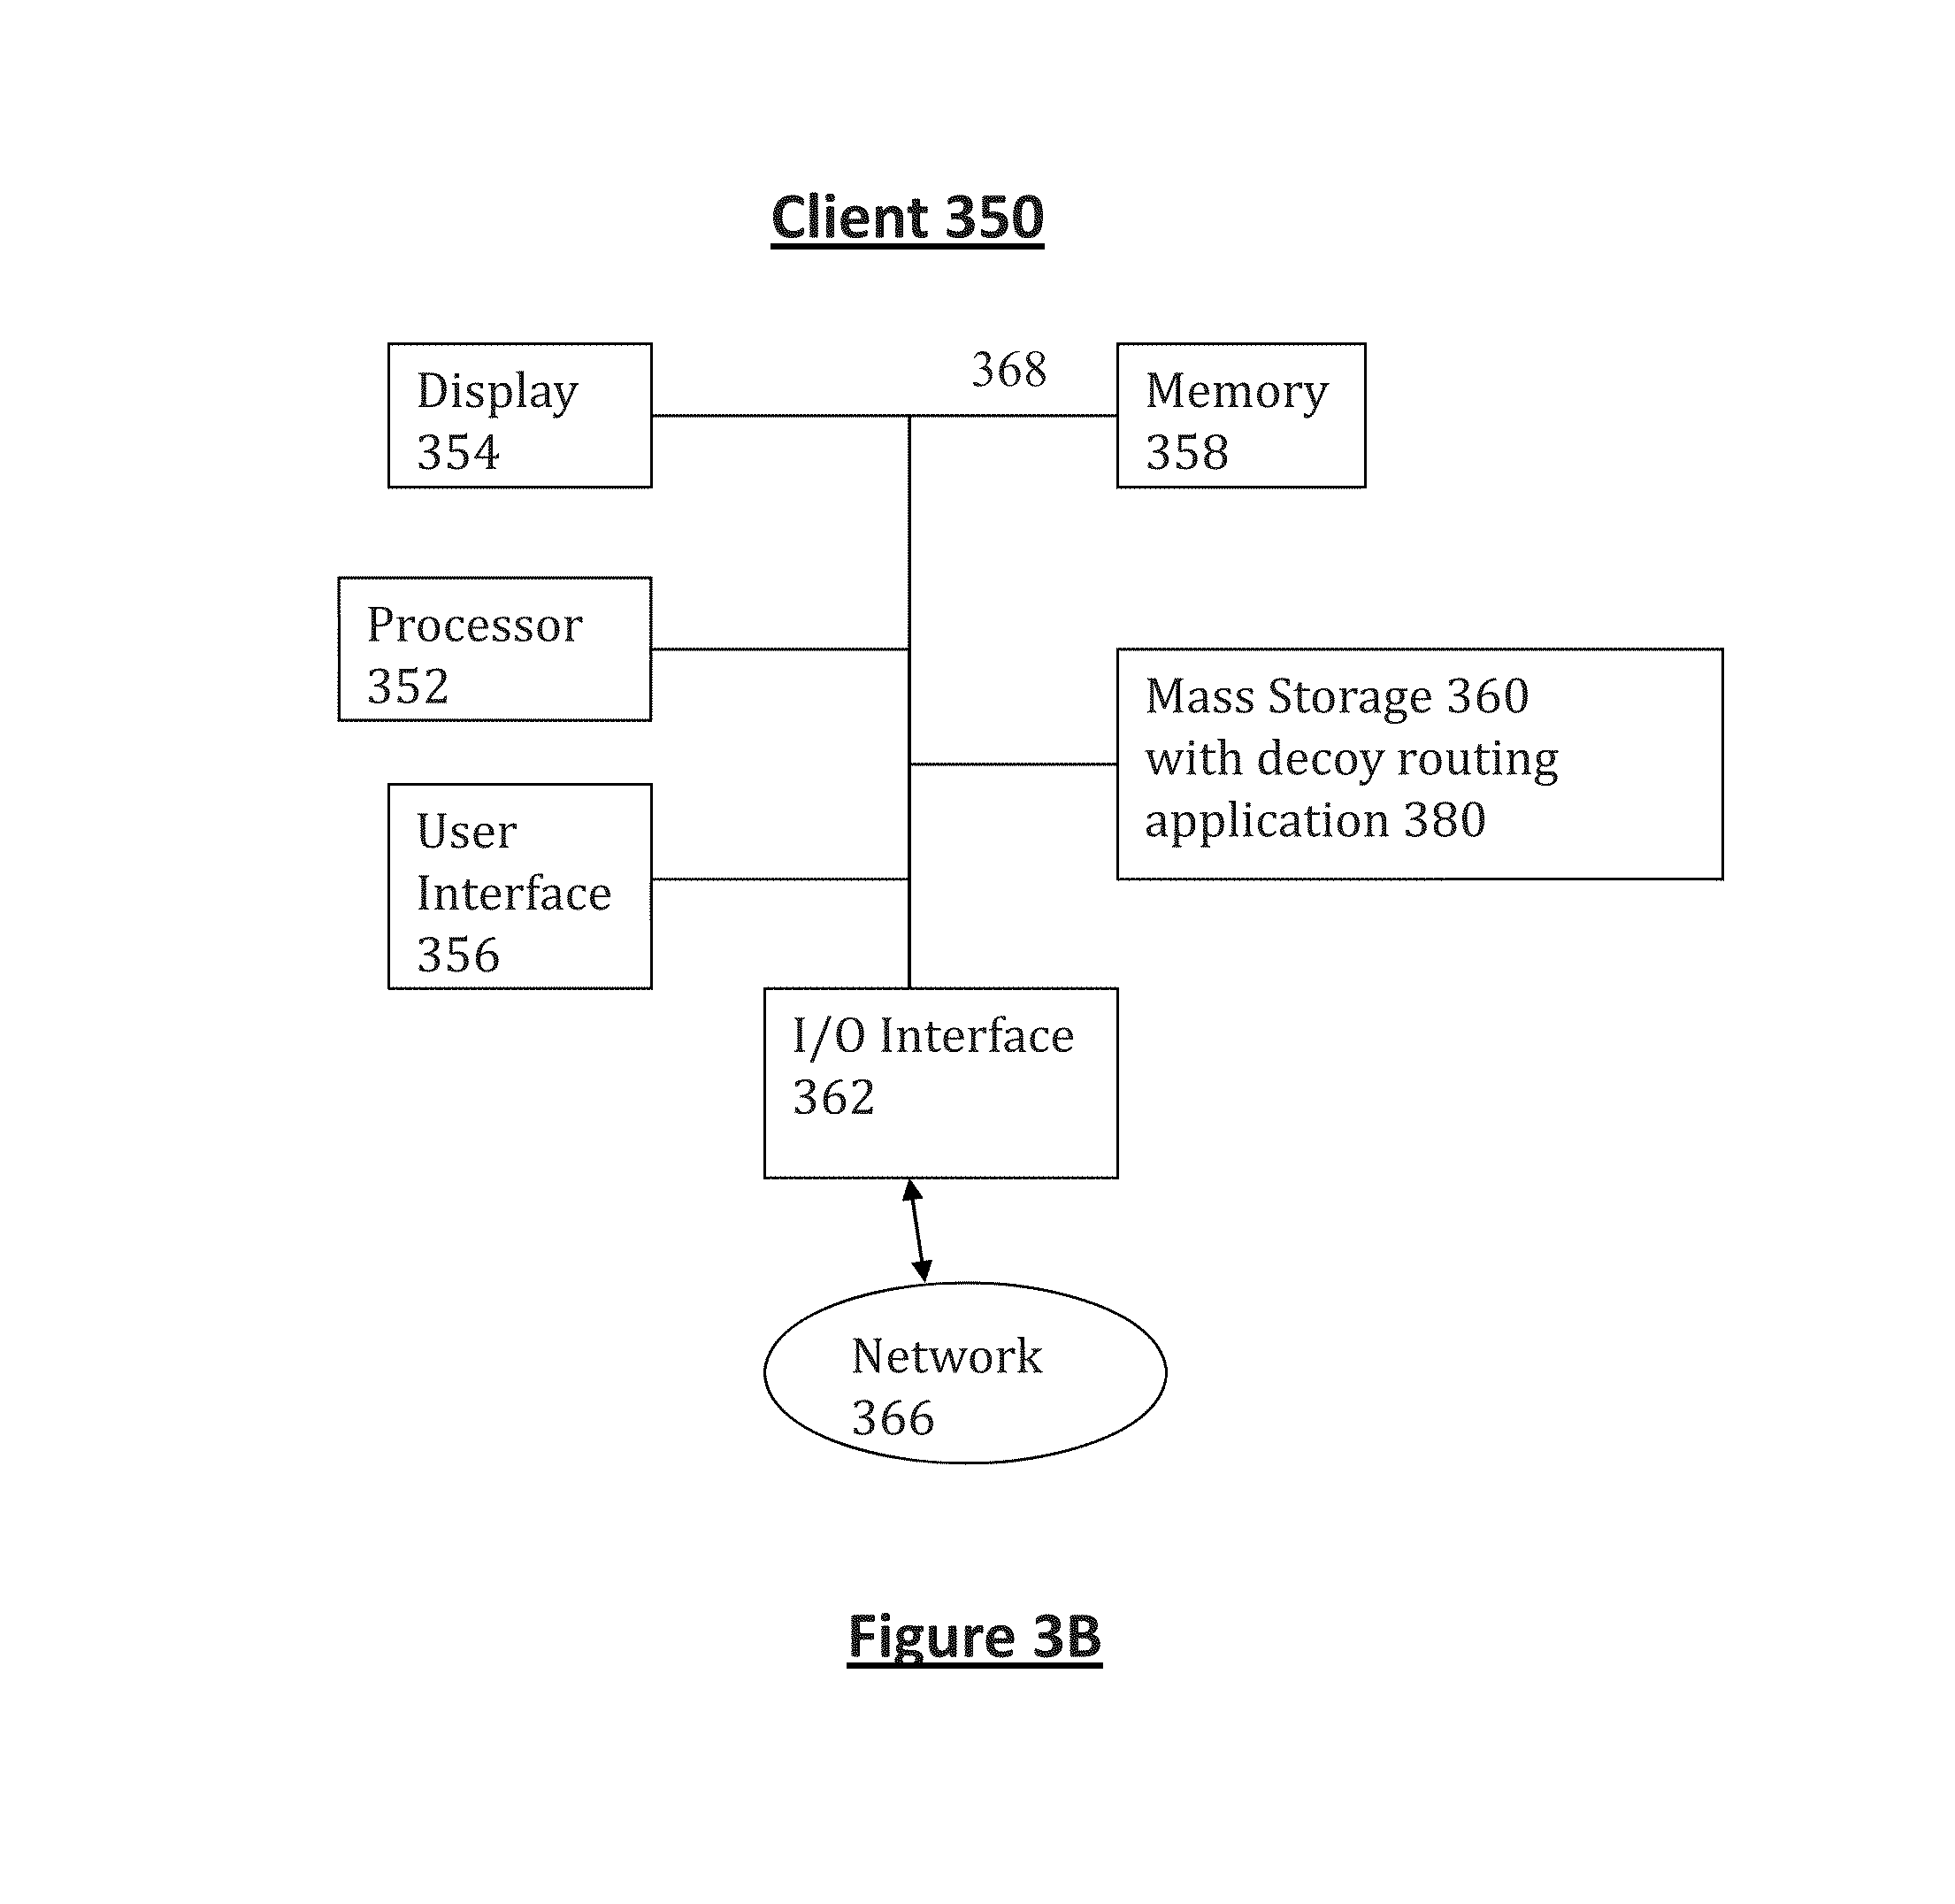 Client 350
Display
354
368
Memory
358
Processor
352
Mass Storage 360
with decoy routing
application 380
User
Interface
356
I/O Interface
362
Network
366
Figure 3B